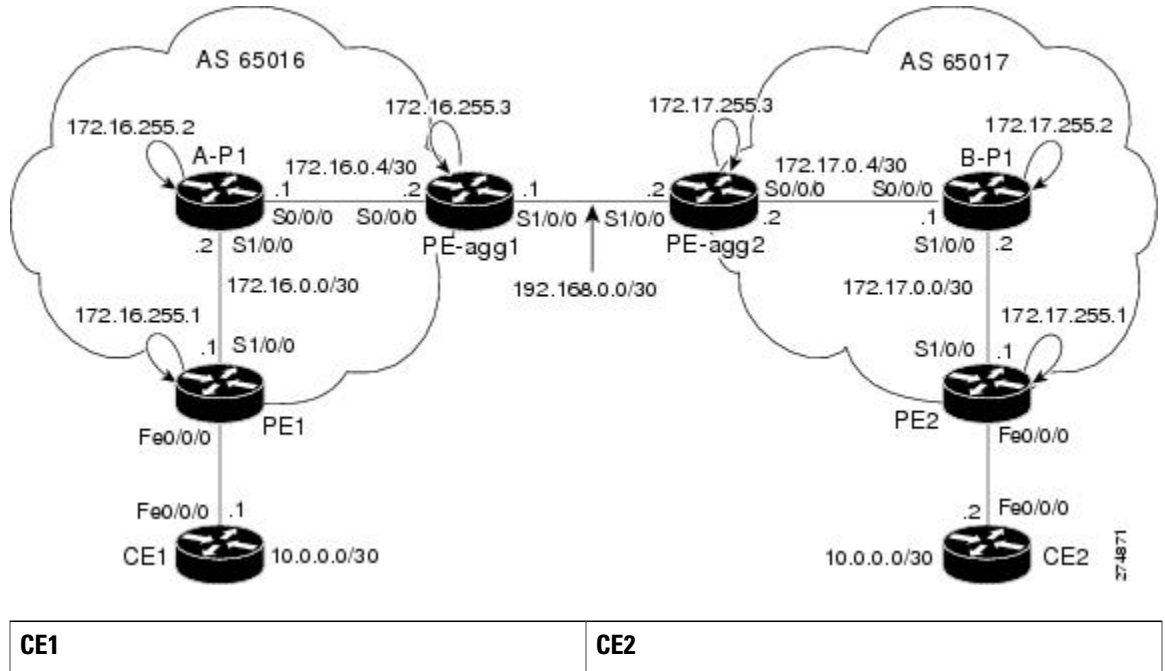 AS 65016
AS 65017
172.16.255.3
172.17.255.3
172.16.255.2
172.17.255.2
A-P1
172.16.0.4/30
172.17.0.4/30
B-P1
.1
.2
.1
.2
S0/0/0
S0/0/0
S0/0/0
S0/0/0
S1/0/0
S1/0/0
.2
.1
.2
S1/0/0
PE-agg1
PE-agg2
S1/0/0
.2
172.16.0.0/30
192.168.0.0/30
172.17.0.0/30
172.16.255.1
172.17.255.1
.1
S1/0/0
S1/0/0
.1
PE1
PE2
Fe0/0/0
Fe0/0/0
Fe0/0/0
.1
.2
Fe0/0/0
CE1
10.0.0.0/30
10.0.0.0/30
CE2
274871
CE1
CE2